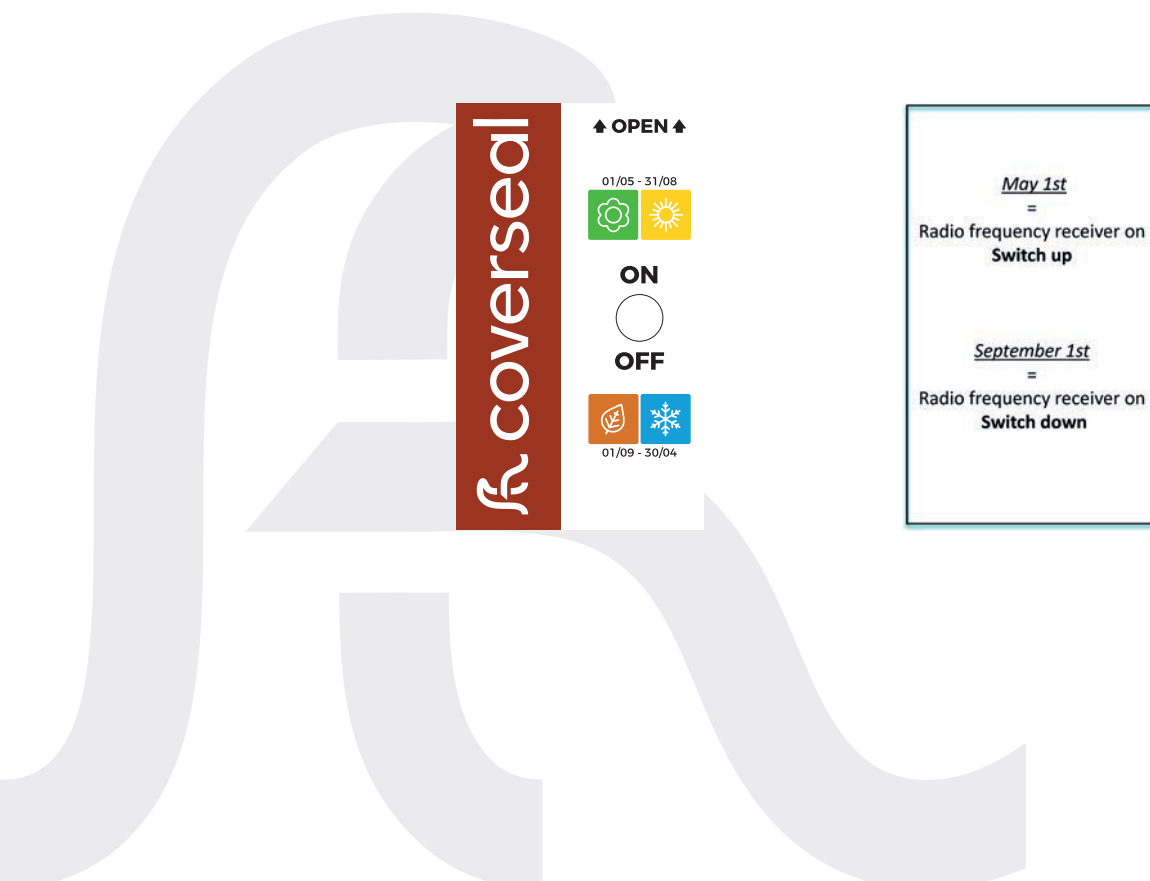 coverseal
OPEN
01/05 - 31/08
ON
OFF
01/09 - 30/04
May 1st
=
Radio frequency receiver on
Switch up
September 1st
=
Radio frequency receiver on
Switch down